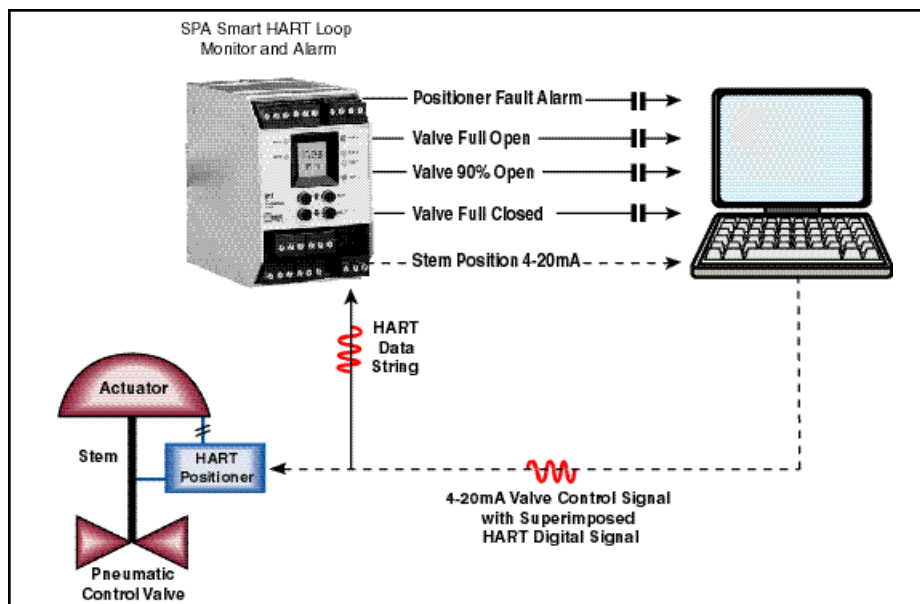 SPA Smart HART Loop
Monitor and Alarm
Positioner Fault Alarm
Valve Full Open
Valve 90% Open
Valve Full Closed
Stem Position 4-20mA
HART
Data
String
Actuator
Stem
HART
Positioner
4-20mA Valve Control Signal
with Superimposed
HART Digital Signal
Pneumatic
Control Valve